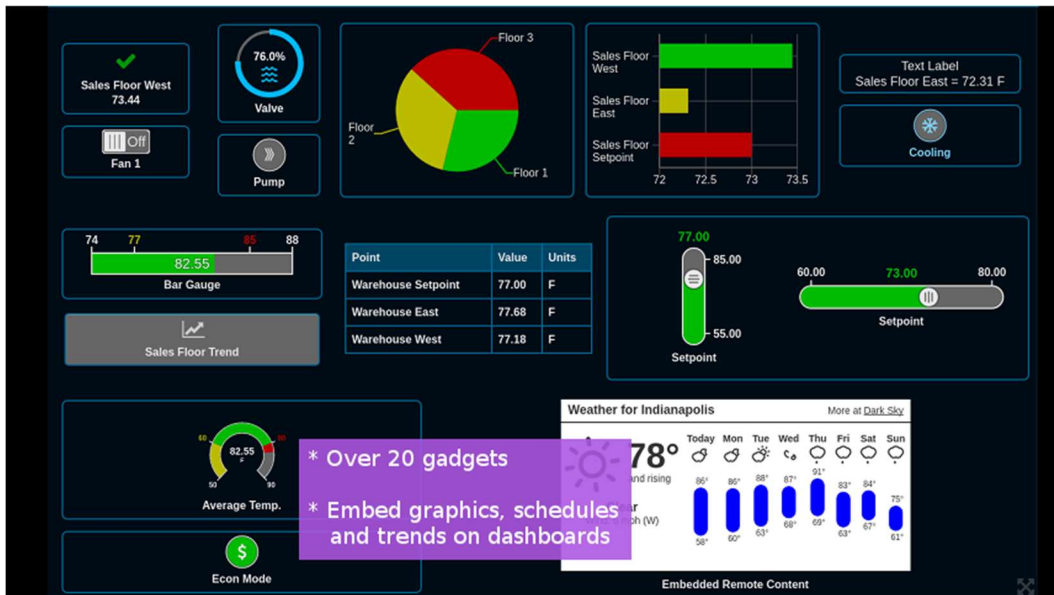 Sales Floor West
73.44
Off
Fan 1
76.0%
Valve
Pump
Floor 3
Floor
2
Floor 1
Sales Floor
West
Sales Floor
East
Sales Floor
Setpoint
72
72.5
73
73.5
Text Label
Sales Floor East = 72.31 F
Cooling
74
77
85
88
82.55
Bar Gauge
Sales Floor Trend
Point Value Units
Warehouse Setpoint 77.00 F
Warehouse East 77.68 F
Warehouse West 77.18 F
77.00
85.00
55.00
Setpoint
60.00
73.00
80.00
Setpoint
60
82.55
F
50
90
Average Temp.
$
Econ Mode
* Over 20 gadgets
* Embed graphics, schedules
and trends on dashboards
Weather for Indianapolis
More at Dark Sky
78°
and rising
(W)
Today Mon Tue Wed Thu Fri Sat Sun
86° 86° 88° 87° 91° 83° 84° 75°
58° 60° 63° 68° 69° 63° 67° 61°
Embedded Remote Content